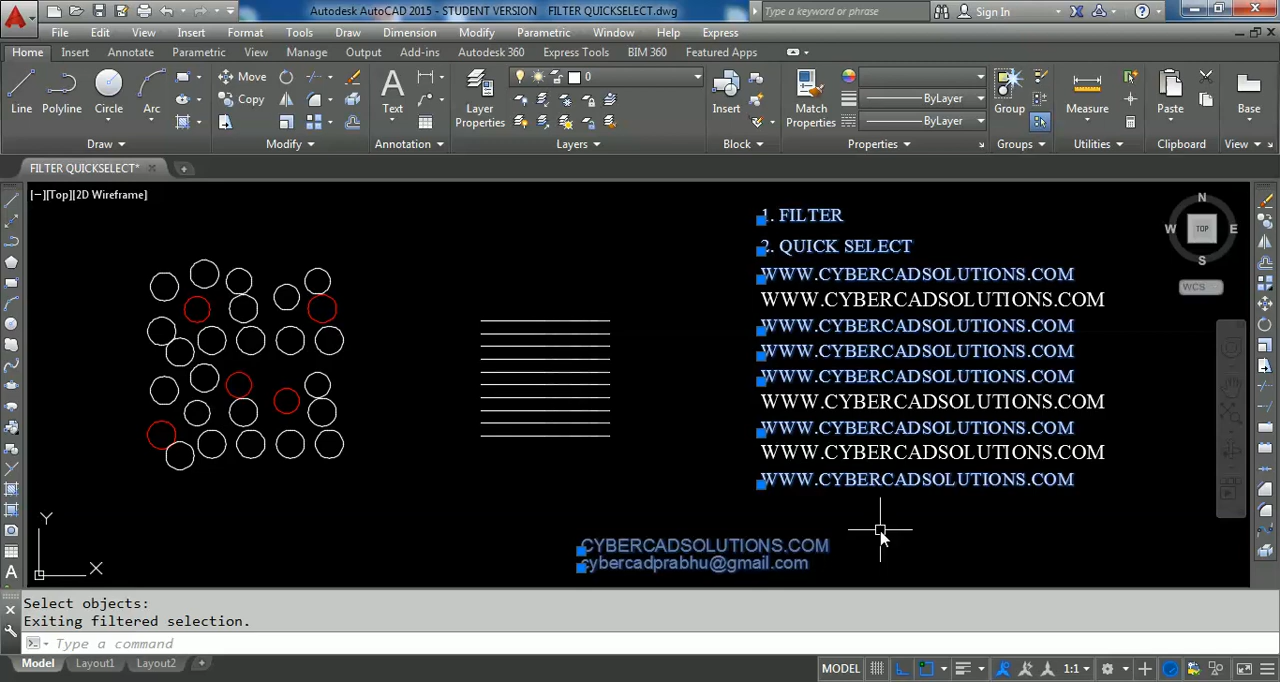 Autodesk AutoCAD 2015 - STUDENT VERSION FILTER QUICKSELECT.dwg
Type a keyword or phrase
Sign In
File Edit View Insert Format Tools Draw Dimension Modify Parametric Window Help Express
Home Insert Annotate Parametric View Manage Output Add-ins Autodesk 360 Express Tools BIM 360 Featured Apps
Move
0
Copy
ByLayer
ByLayer
Line Polyline Circle Arc Text Layer Properties Insert Match Properties Group Measure Paste Base
Draw Modify Annotation Layers Block Properties Groups Utilities Clipboard View
FILTER QUICKSELECT*
[−][Top][2D Wireframe]
N
W TOP E
S
WCS
1. FILTER
2. QUICK SELECT
WWW.CYBERCADSOLUTIONS.COM
WWW.CYBERCADSOLUTIONS.COM
WWW.CYBERCADSOLUTIONS.COM
WWW.CYBERCADSOLUTIONS.COM
WWW.CYBERCADSOLUTIONS.COM
WWW.CYBERCADSOLUTIONS.COM
WWW.CYBERCADSOLUTIONS.COM
WWW.CYBERCADSOLUTIONS.COM
WWW.CYBERCADSOLUTIONS.COM
Y
X
CYBERCADSOLUTIONS.COM
cybercadprabhu@gmail.com
Select objects:
Exiting filtered selection.
Type a command
Model Layout1 Layout2 +
MODEL
1:1